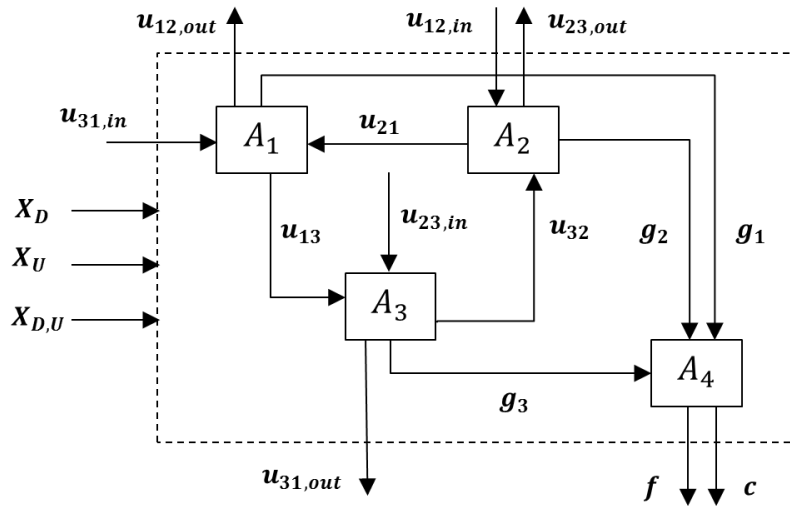 u12,out
u12,in
u23,out
u31,in
A1
u21
A2
XD
u13
u23,in
u32
g2
g1
XU
A3
XD,U
A4
g3
u31,out
f
c